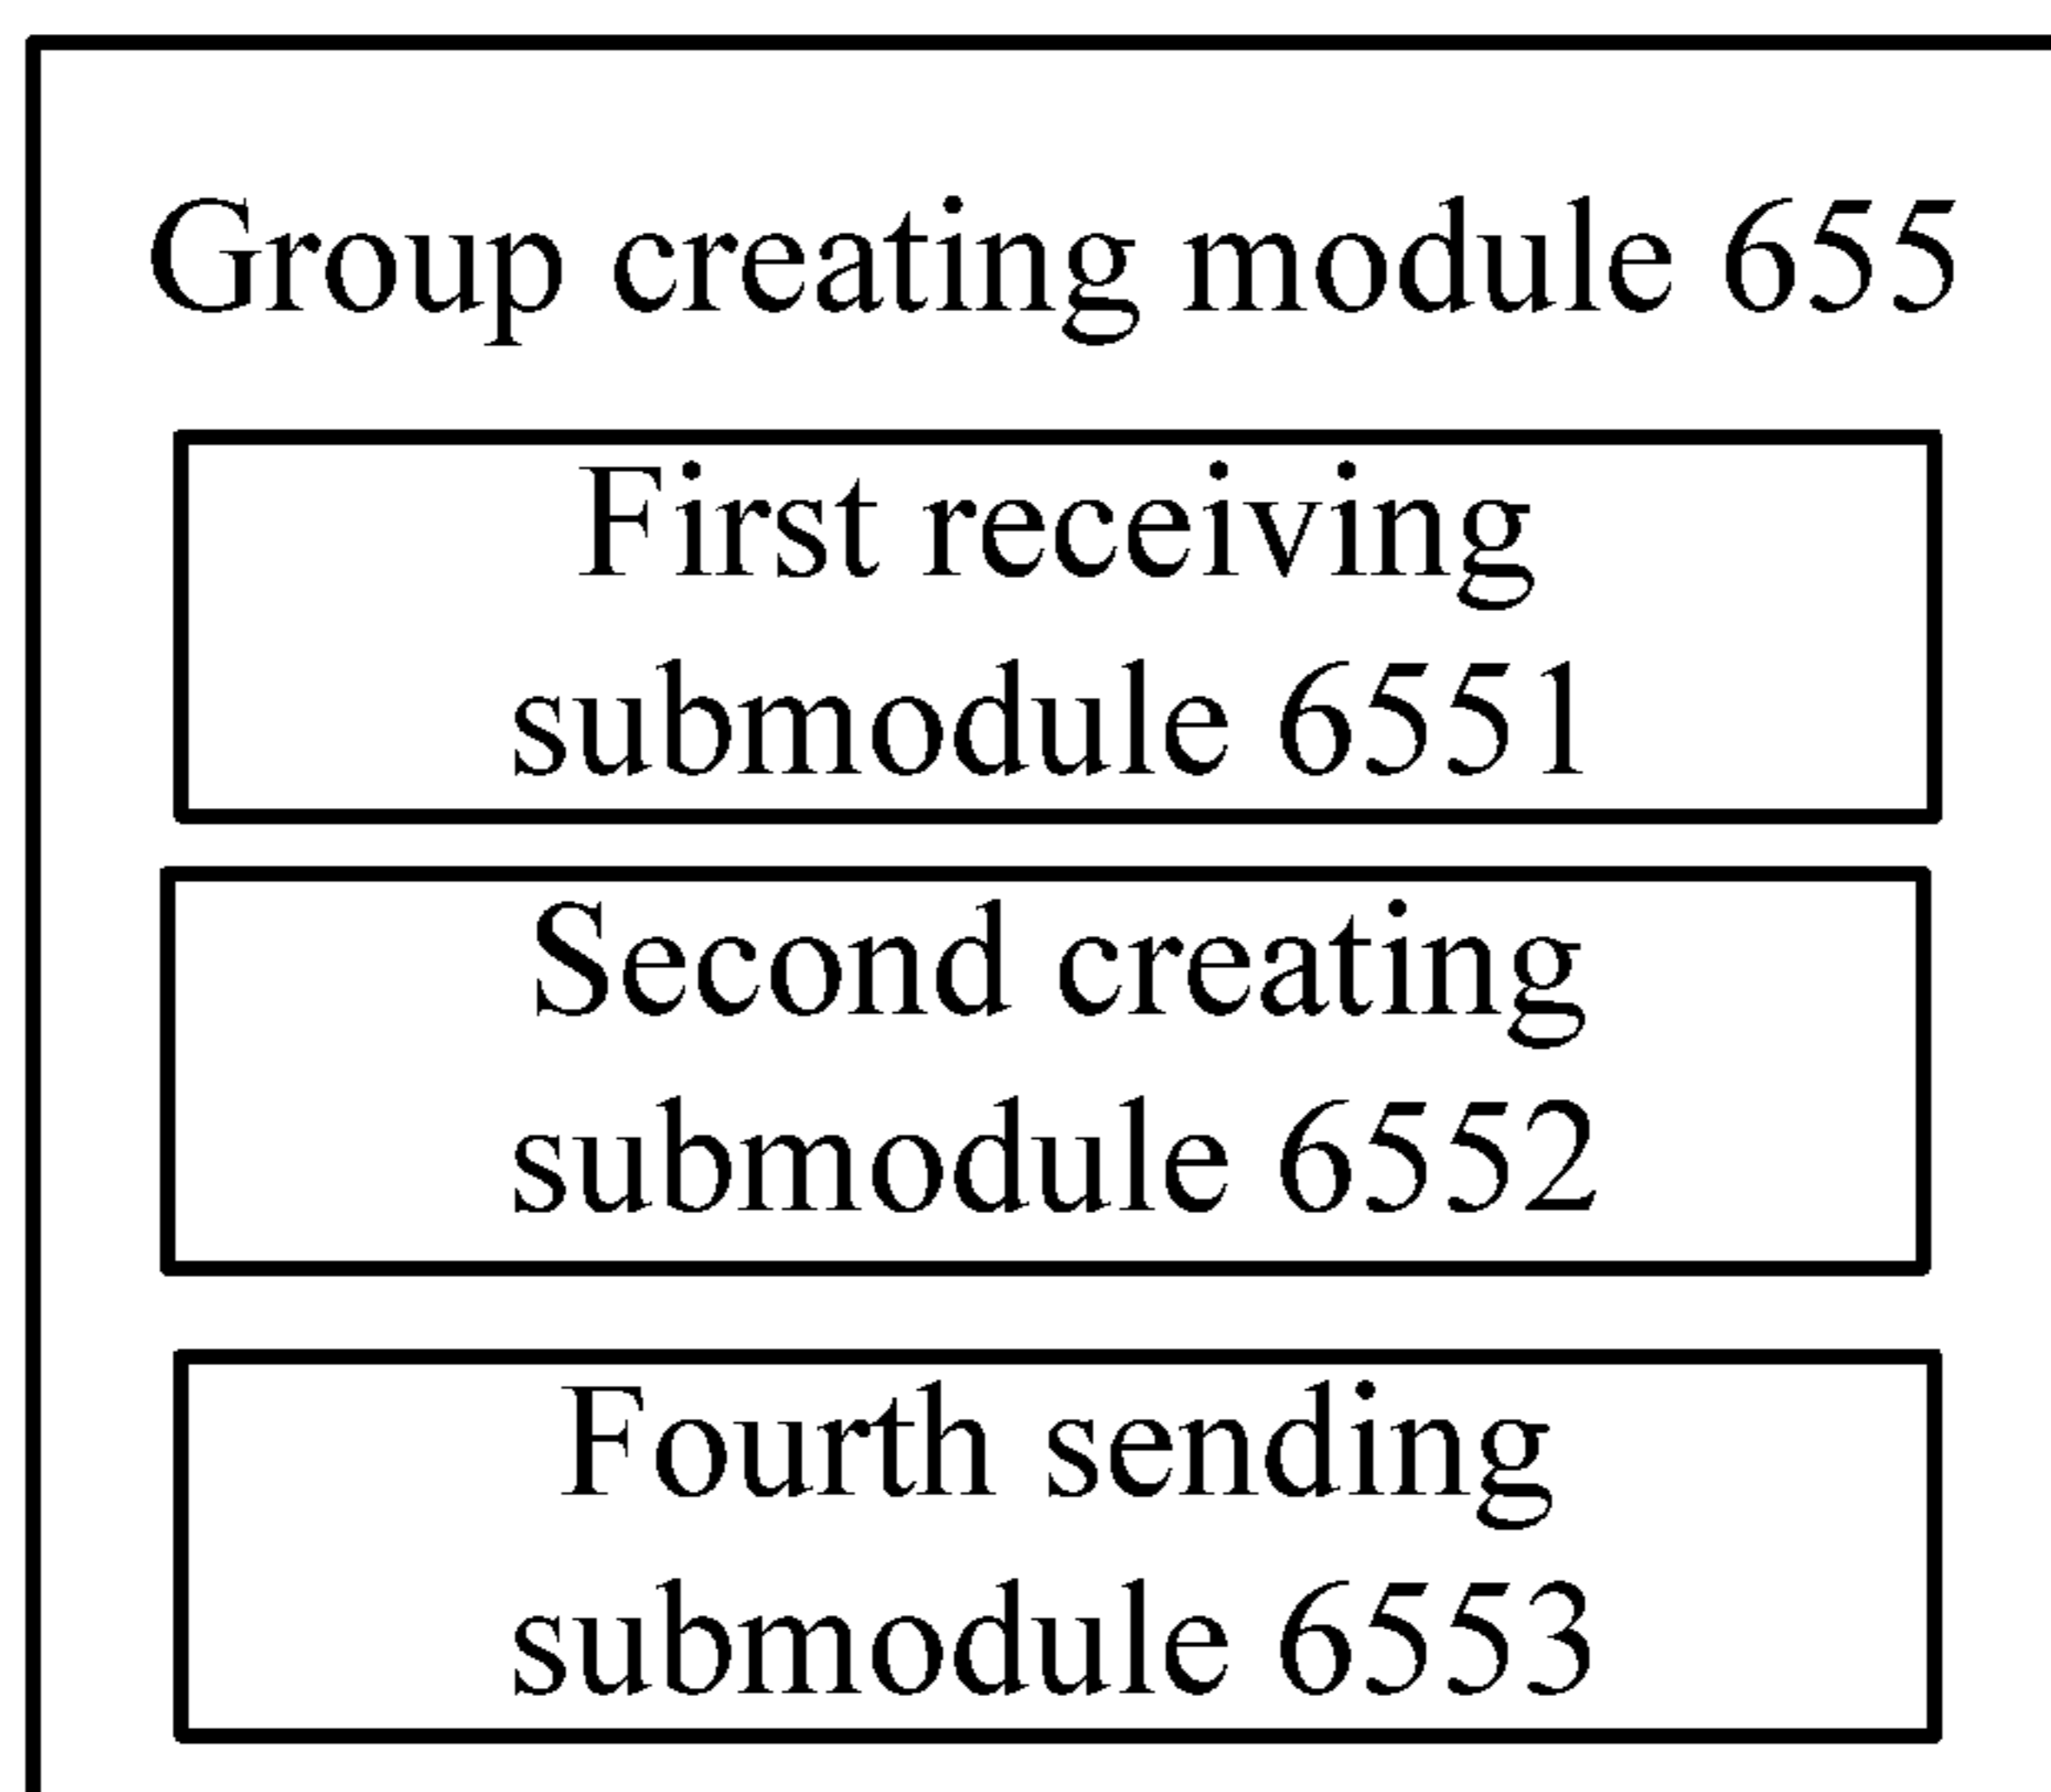 Group creating module 655
First receiving
submodule 6551
Second creating
submodule 6552
Fourth sending
submodule 6553